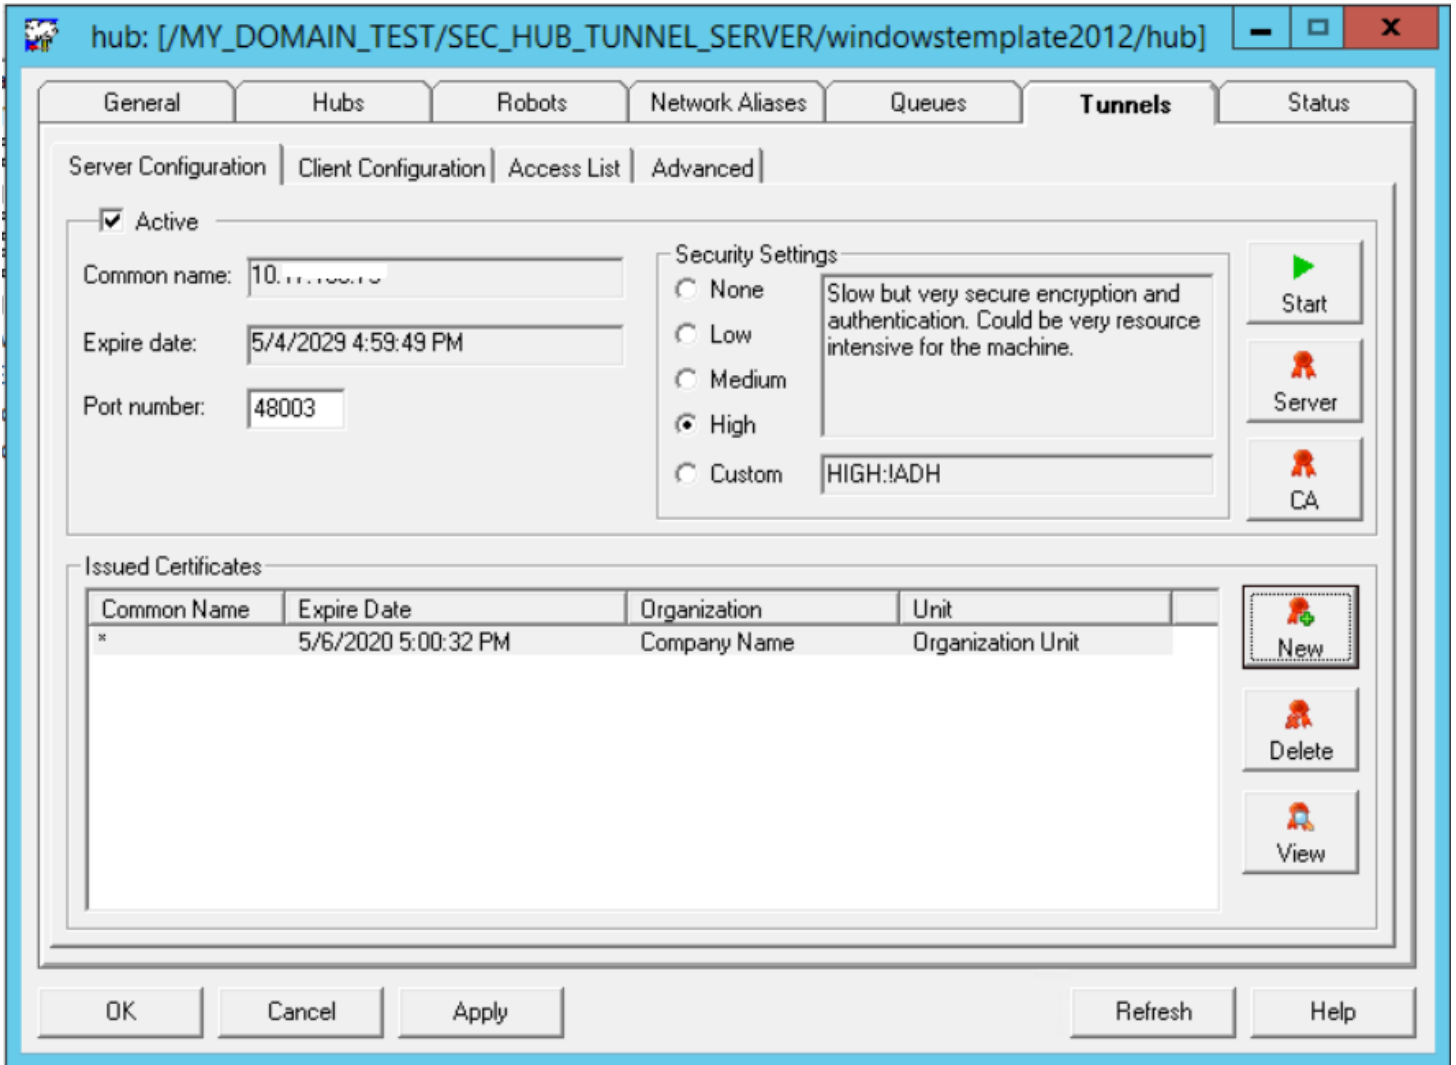 hub: [/MY_DOMAIN_TEST/SEC_HUB_TUNNEL_SERVER/windowstemplate2012/hub]
General Hubs Robots Network Aliases Queues Tunnels Status
Server Configuration Client Configuration Access List Advanced
Active
Common name: 10.
Expire date: 5/4/2029 4:59:49 PM
Port number: 48003
Security Settings
None
Low
Medium
High
Custom
Slow but very secure encryption and
authentication. Could be very resource
intensive for the machine.
HIGH:!ADH
Start
Server
CA
Issued Certificates
Common Name Expire Date Organization Unit
* 5/6/2020 5:00:32 PM Company Name Organization Unit
New
Delete
View
OK Cancel Apply Refresh Help